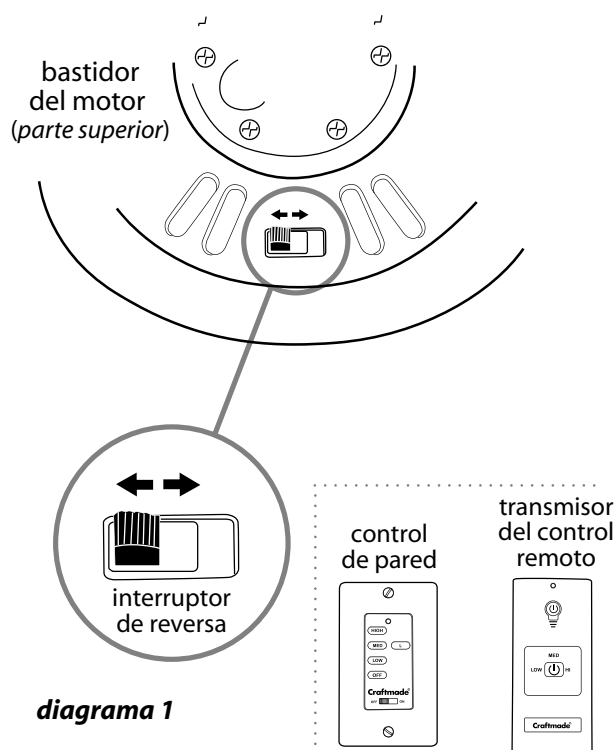 bastidor
del motor
(parte superior)
interruptor
de reversa
diagrama 1
control
de pared
HIGH
MED L
LOW
OFF
Craftmade
OFF ON
transmisor
del control
remoto
MED
LOW HI
Craftmade